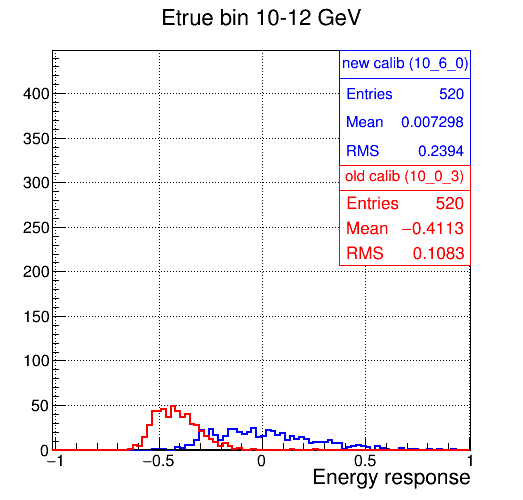 Etrue bin 10-12 GeV
new calib (10_6_0)
Entries 520
Mean 0.007298
RMS 0.2394
old calib (10_0_3)
Entries 520
Mean −0.4113
RMS 0.1083
400
350
300
250
200
150
100
50
0
−1 −0.5 0 0.5 1
Energy response